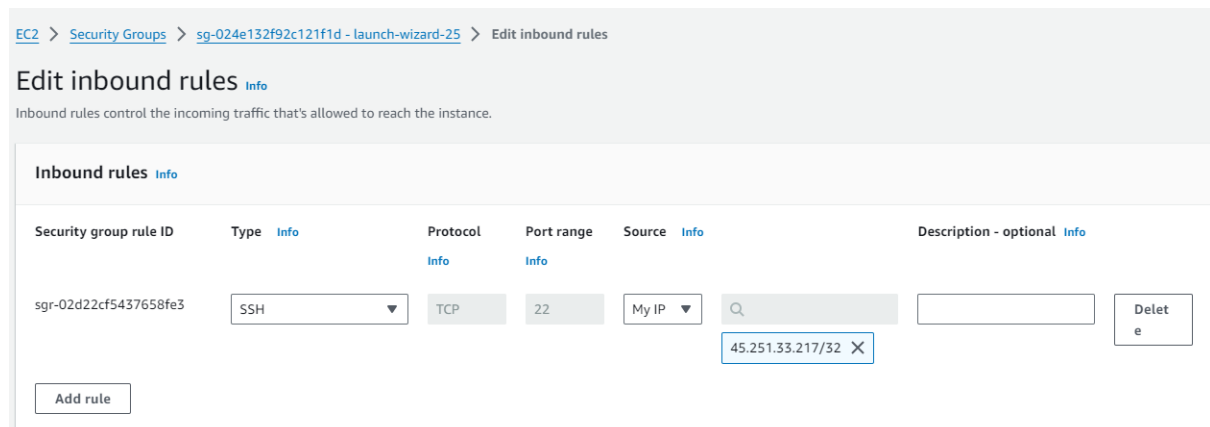 EC2 > Security Groups > sg-024e132f92c121f1d - launch-wizard-25 > Edit inbound rules
Edit inbound rules Info
Inbound rules control the incoming traffic that's allowed to reach the instance.
Inbound rules Info
Security group rule ID Type Info Protocol Port range Source Info Description - optional Info
Info Info
sgr-02d22cf5437658fe3 SSH TCP 22 My IP Delet
e
45.251.33.217/32
Add rule